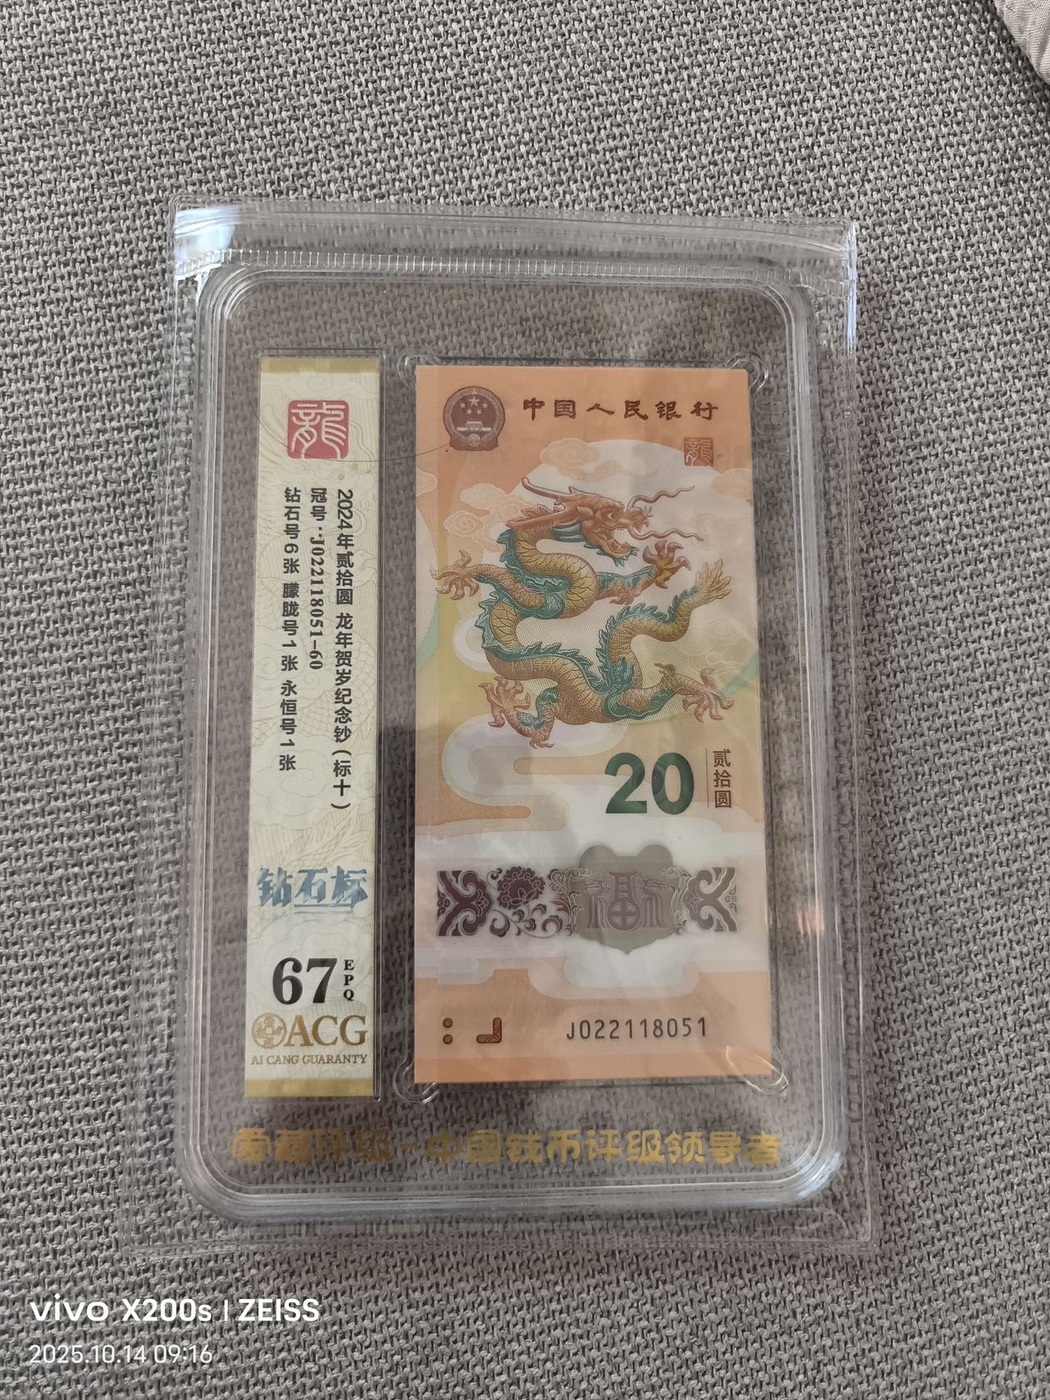 龍
2024年贰拾圆 龙年贺岁纪念钞(标十)
冠号:J022118051-60
钻石号6张 朦胧号1张 永恒号1张
钻石标
67
EPQ
ACG
AI CANG GUARANTY
中国人民银行
龍
20
贰拾圆
福
J022118051
爱藏评级-中国钱币评级领导者
vivo X200s | ZEISS
2025.10.14 09:16